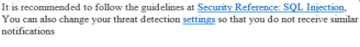 It is recommended to follow the guidelines at Security Reference: SQL Injection,
You can also change your threat detection settings so that you do not receive similar
notifications